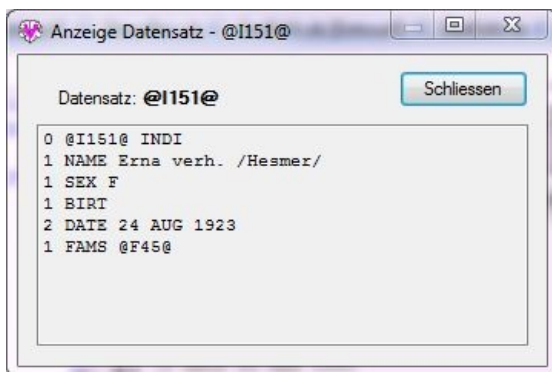 Anzeige Datensatz - @I151@
Datensatz: @I151@
Schliessen
0 @I151@ INDI
1 NAME Erna verh. /Hesmer/
1 SEX F
1 BIRT
2 DATE 24 AUG 1923
1 FAMS @F45@